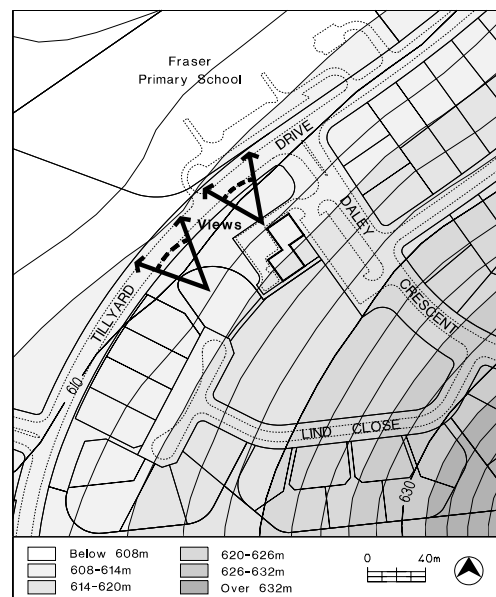 Fraser
Primary School
DRIVE
Views
DALEY
TILLYARD
CRESCENT
610
LIND CLOSE
630
Below 608m
608-614m
614-620m
620-626m
626-632m
Over 632m
0 40m